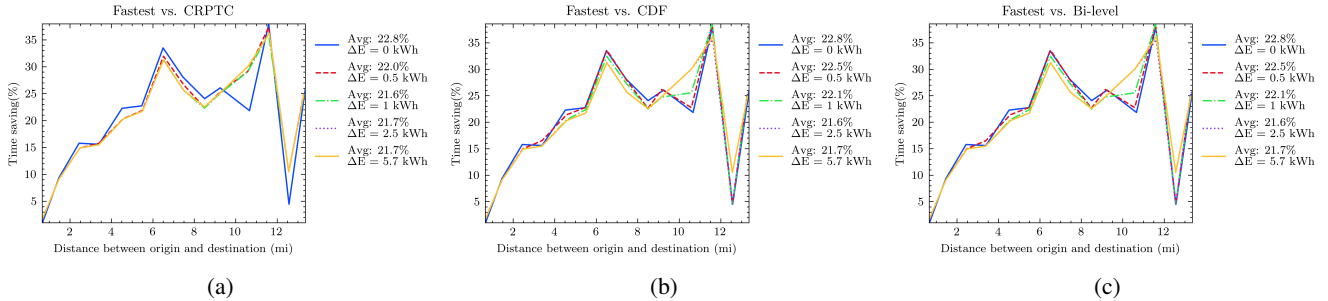 Fastest vs. CRPTC
Time saving(%)
35
30
25
20
15
10
5
2 4 6 8 10 12
Distance between origin and destination (mi)
Avg: 22.8%
ΔE = 0 kWh
Avg: 22.0%
ΔE = 0.5 kWh
Avg: 21.6%
ΔE = 1 kWh
Avg: 21.7%
ΔE = 2.5 kWh
Avg: 21.7%
ΔE = 5.7 kWh
(a)
Fastest vs. CDF
Time saving(%)
35
30
25
20
15
10
5
2 4 6 8 10 12
Distance between origin and destination (mi)
Avg: 22.8%
ΔE = 0 kWh
Avg: 22.5%
ΔE = 0.5 kWh
Avg: 22.1%
ΔE = 1 kWh
Avg: 21.6%
ΔE = 2.5 kWh
Avg: 21.7%
ΔE = 5.7 kWh
(b)
Fastest vs. Bi-level
Time saving(%)
35
30
25
20
15
10
5
2 4 6 8 10 12
Distance between origin and destination (mi)
Avg: 22.8%
ΔE = 0 kWh
Avg: 22.5%
ΔE = 0.5 kWh
Avg: 22.1%
ΔE = 1 kWh
Avg: 21.6%
ΔE = 2.5 kWh
Avg: 21.7%
ΔE = 5.7 kWh
(c)